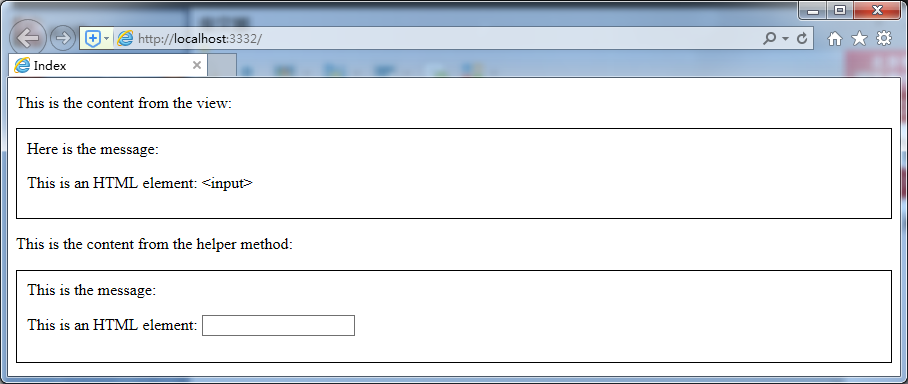 http://localhost:3332/
Index
This is the content from the view:
Here is the message:
This is an HTML element: <input>
This is the content from the helper method:
This is the message:
This is an HTML element: